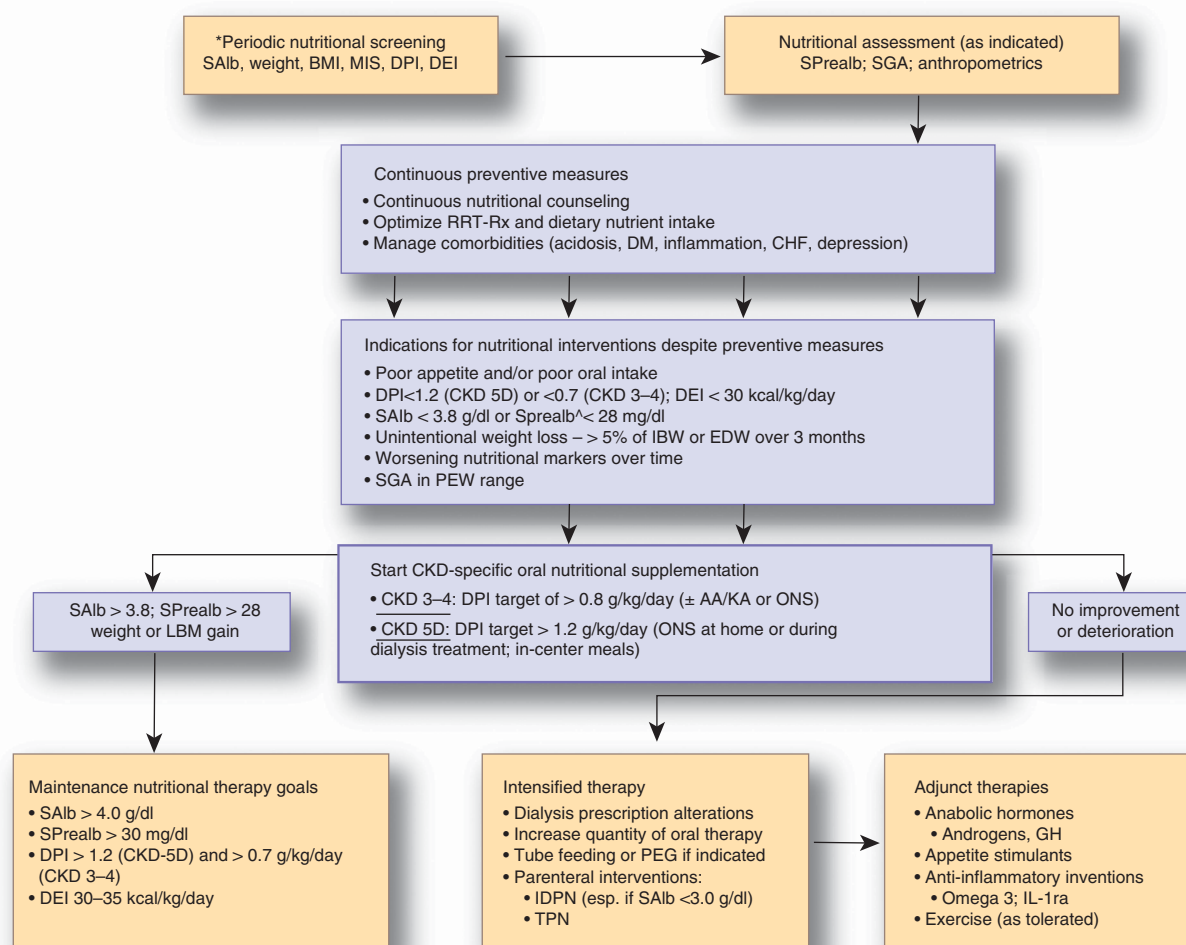 *Periodic nutritional screening
SAlb, weight, BMI, MIS, DPI, DEI
Nutritional assessment (as indicated)
SPrealb; SGA; anthropometrics
Continuous preventive measures
• Continuous nutritional counseling
• Optimize RRT-Rx and dietary nutrient intake
• Manage comorbidities (acidosis, DM, inflammation, CHF, depression)
Indications for nutritional interventions despite preventive measures
• Poor appetite and/or poor oral intake
• DPI<1.2 (CKD 5D) or <0.7 (CKD 3–4); DEI < 30 kcal/kg/day
• SAlb < 3.8 g/dl or Sprealb^< 28 mg/dl
• Unintentional weight loss – > 5% of IBW or EDW over 3 months
• Worsening nutritional markers over time
• SGA in PEW range
Start CKD-specific oral nutritional supplementation
• CKD 3–4: DPI target of > 0.8 g/kg/day (± AA/KA or ONS)
• CKD 5D: DPI target > 1.2 g/kg/day (ONS at home or during
dialysis treatment; in-center meals)
SAlb > 3.8; SPrealb > 28
weight or LBM gain
No improvement
or deterioration
Maintenance nutritional therapy goals
• SAlb > 4.0 g/dl
• SPrealb > 30 mg/dl
• DPI > 1.2 (CKD-5D) and > 0.7 g/kg/day
(CKD 3–4)
• DEI 30–35 kcal/kg/day
Intensified therapy
• Dialysis prescription alterations
• Increase quantity of oral therapy
• Tube feeding or PEG if indicated
• Parenteral interventions:
• IDPN (esp. if SAlb <3.0 g/dl)
• TPN
Adjunct therapies
• Anabolic hormones
• Androgens, GH
• Appetite stimulants
• Anti-inflammatory inventions
• Omega 3; IL-1ra
• Exercise (as tolerated)